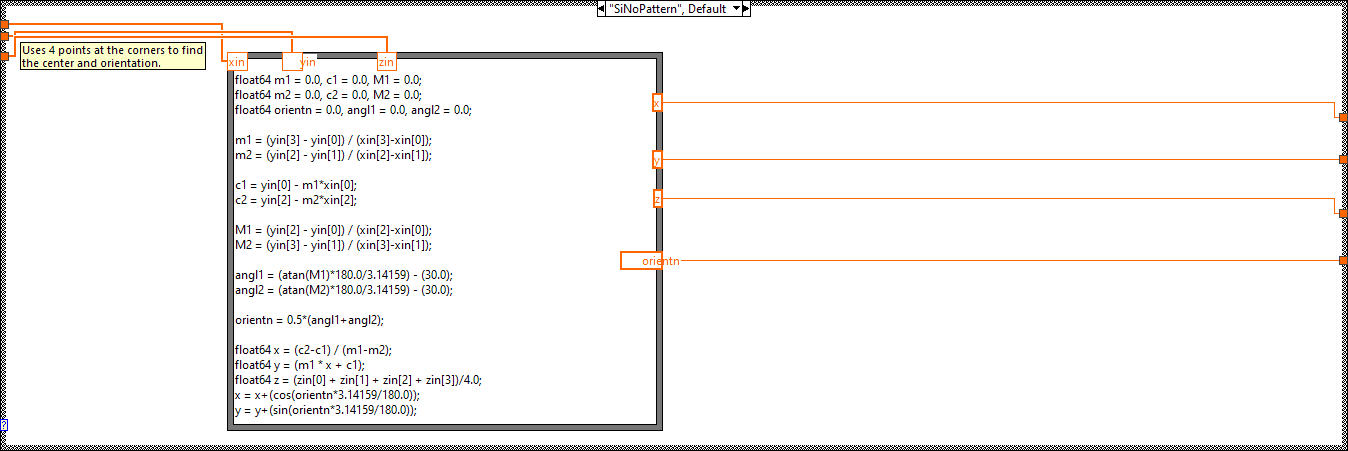 "SiNoPattern", Default
Uses 4 points at the corners to find
the center and orientation.
xin
yin
zin
float64 m1 = 0.0, c1 = 0.0, M1 = 0.0;
float64 m2 = 0.0, c2 = 0.0, M2 = 0.0;
float64 orientn = 0.0, angl1 = 0.0, angl2 = 0.0;
x
m1 = (yin[3] - yin[0]) / (xin[3]-xin[0]);
m2 = (yin[2] - yin[1]) / (xin[2]-xin[1]);
y
c1 = yin[0] - m1*xin[0];
c2 = yin[2] - m2*xin[2];
z
M1 = (yin[2] - yin[0]) / (xin[2]-xin[0]);
M2 = (yin[3] - yin[1]) / (xin[3]-xin[1]);
orientn
angl1 = (atan(M1)*180.0/3.14159) - (30.0);
angl2 = (atan(M2)*180.0/3.14159) - (30.0);
orientn = 0.5*(angl1+angl2);
float64 x = (c2-c1) / (m1-m2);
float64 y = (m1 * x + c1);
float64 z = (zin[0] + zin[1] + zin[2] + zin[3])/4.0;
x = x+(cos(orientn*3.14159/180.0));
y = y+(sin(orientn*3.14159/180.0));
?